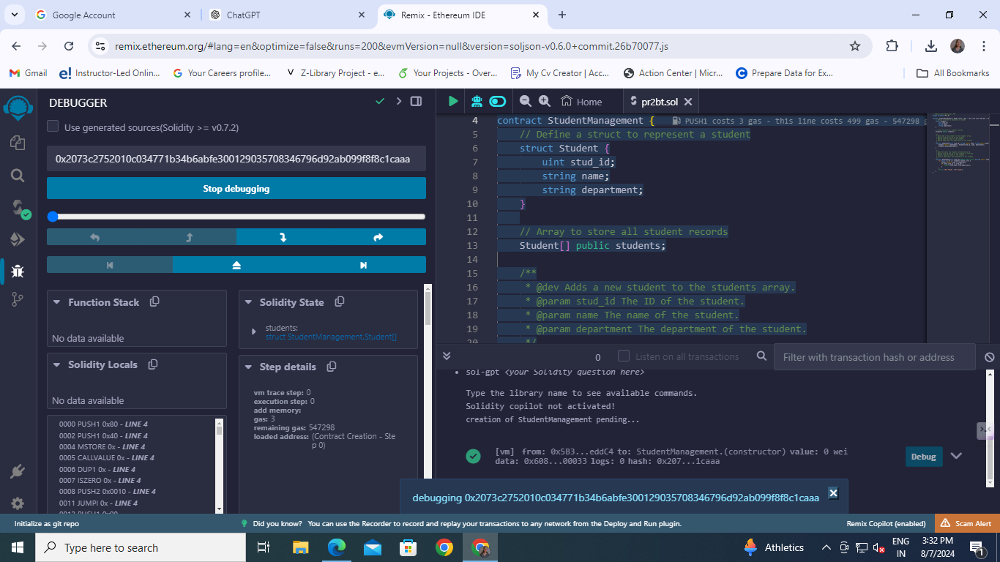 Google Account
ChatGPT
Remix - Ethereum IDE
remix.ethereum.org/#lang=en&optimize=false&runs=200&evmVersion=null&version=soljson-v0.6.0+commit.26b70077.js
Gmail
Instructor-Led Onlin...
Your Careers profile...
Z-Library Project - e...
Your Projects - Over...
My Cv Creator | Acc...
Action Center | Micr...
Prepare Data for Ex...
All Bookmarks
DEBUGGER
Use generated sources(Solidity >= v0.7.2)
0x2073c2752010c034771b34b6abfe300129035708346796d92ab099f8f8c1caaa
Stop debugging
Function Stack
No data available
Solidity Locals
No data available
0000 PUSH1 0x80 - LINE 4
0002 PUSH1 0x40 - LINE 4
0004 MSTORE 0x - LINE 4
0005 CALLVALUE 0x - LINE 4
0006 DUP1 0x - LINE 4
0007 ISZERO 0x - LINE 4
0008 PUSH2 0x0010 - LINE 4
0011 JUMPI 0x - LINE 4
Solidity State
students:
struct StudentManagement.Student[]
Step details
vm trace step: 0
execution step: 0
add memory:
gas: 3
remaining gas: 547298
loaded address: (Contract Creation - Ste
p 0)
Home
pr2bt.sol
4 contract StudentManagement { PUSH1 costs 3 gas - this line costs 499 gas - 547298 g
5 // Define a struct to represent a student
6 struct Student {
7 uint stud_id;
8 string name;
9 string department;
10 }
11
12 // Array to store all student records
13 Student[] public students;
14
15 /**
16 * @dev Adds a new student to the students array.
17 * @param stud_id The ID of the student.
18 * @param name The name of the student.
19 * @param department The department of the student.
20 */
0
Listen on all transactions
Filter with transaction hash or address
sol-gpt <your Solidity question here>
Type the library name to see available commands.
Solidity copilot not activated!
creation of StudentManagement pending...
[vm] from: 0x5B3...eddC4 to: StudentManagement.(constructor) value: 0 wei
data: 0x608...00033 logs: 0 hash: 0x207...1caaa
Debug
debugging 0x2073c2752010c034771b34b6abfe300129035708346796d92ab099f8f8c1caaa
Initialize as git repo
Did you know? You can use the Recorder to record and replay your transactions to any network from the Deploy and Run plugin.
Remix Copilot (enabled)
Scam Alert
Type here to search
Athletics
ENG
IN
3:32 PM
8/7/2024
1